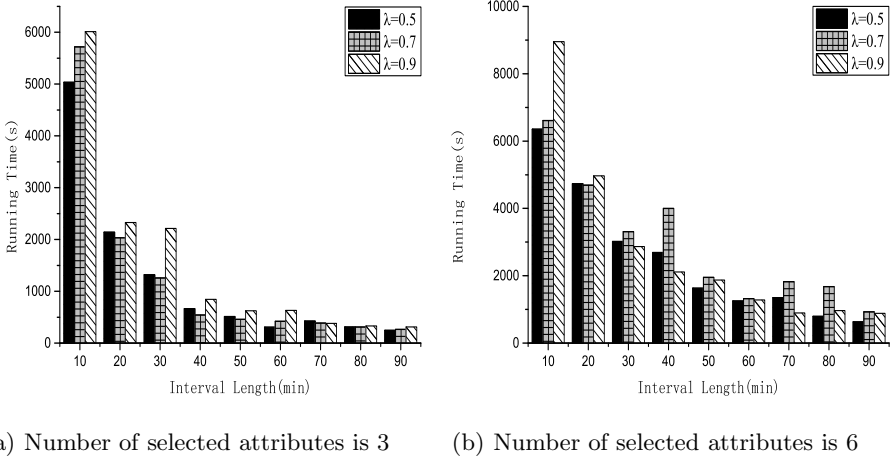 6000
5000
4000
3000
2000
1000
0
Running Time(s)
λ=0.5
λ=0.7
λ=0.9
10 20 30 40 50 60 70 80 90
Interval Length(min)
a) Number of selected attributes is 3
10000
8000
6000
4000
2000
0
Running Time(s)
λ=0.5
λ=0.7
λ=0.9
10 20 30 40 50 60 70 80 90
Interval Length(min)
(b) Number of selected attributes is 6